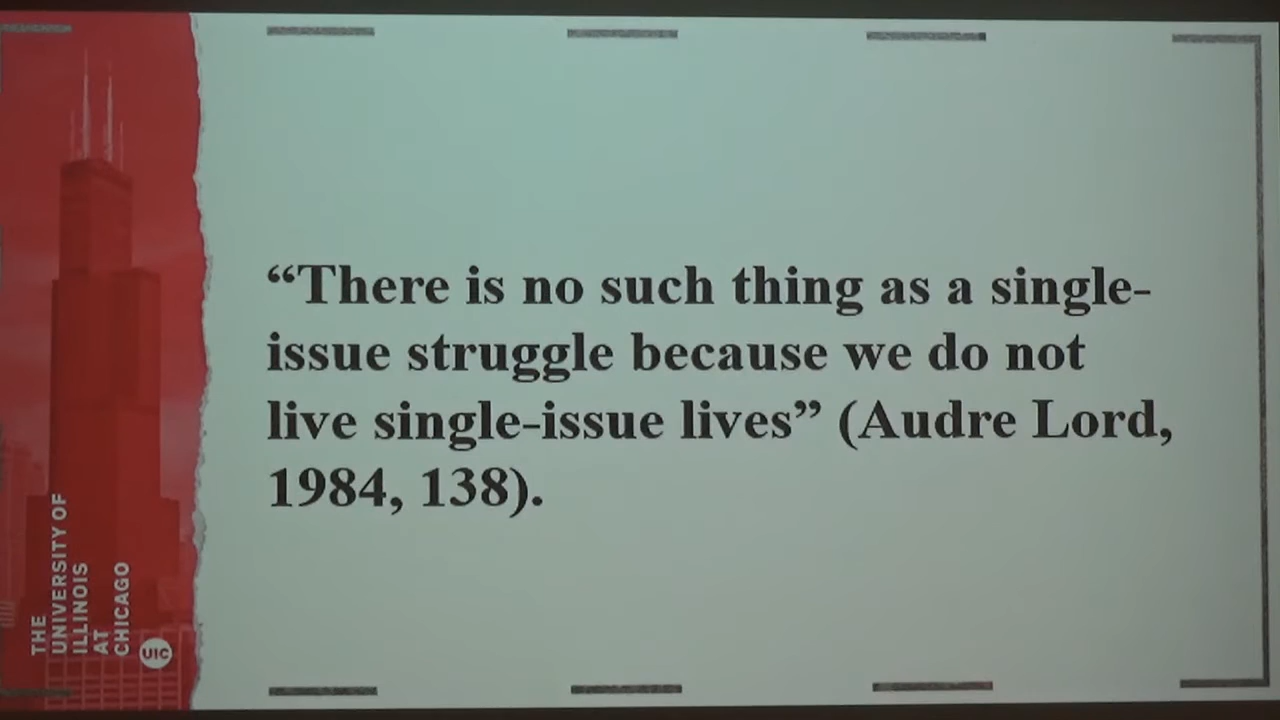 “There is no such thing as a single-
issue struggle because we do not
live single-issue lives” (Audre Lord,
1984, 138).
THE
UNIVERSITY OF
ILLINOIS
AT
CHICAGO
UIC